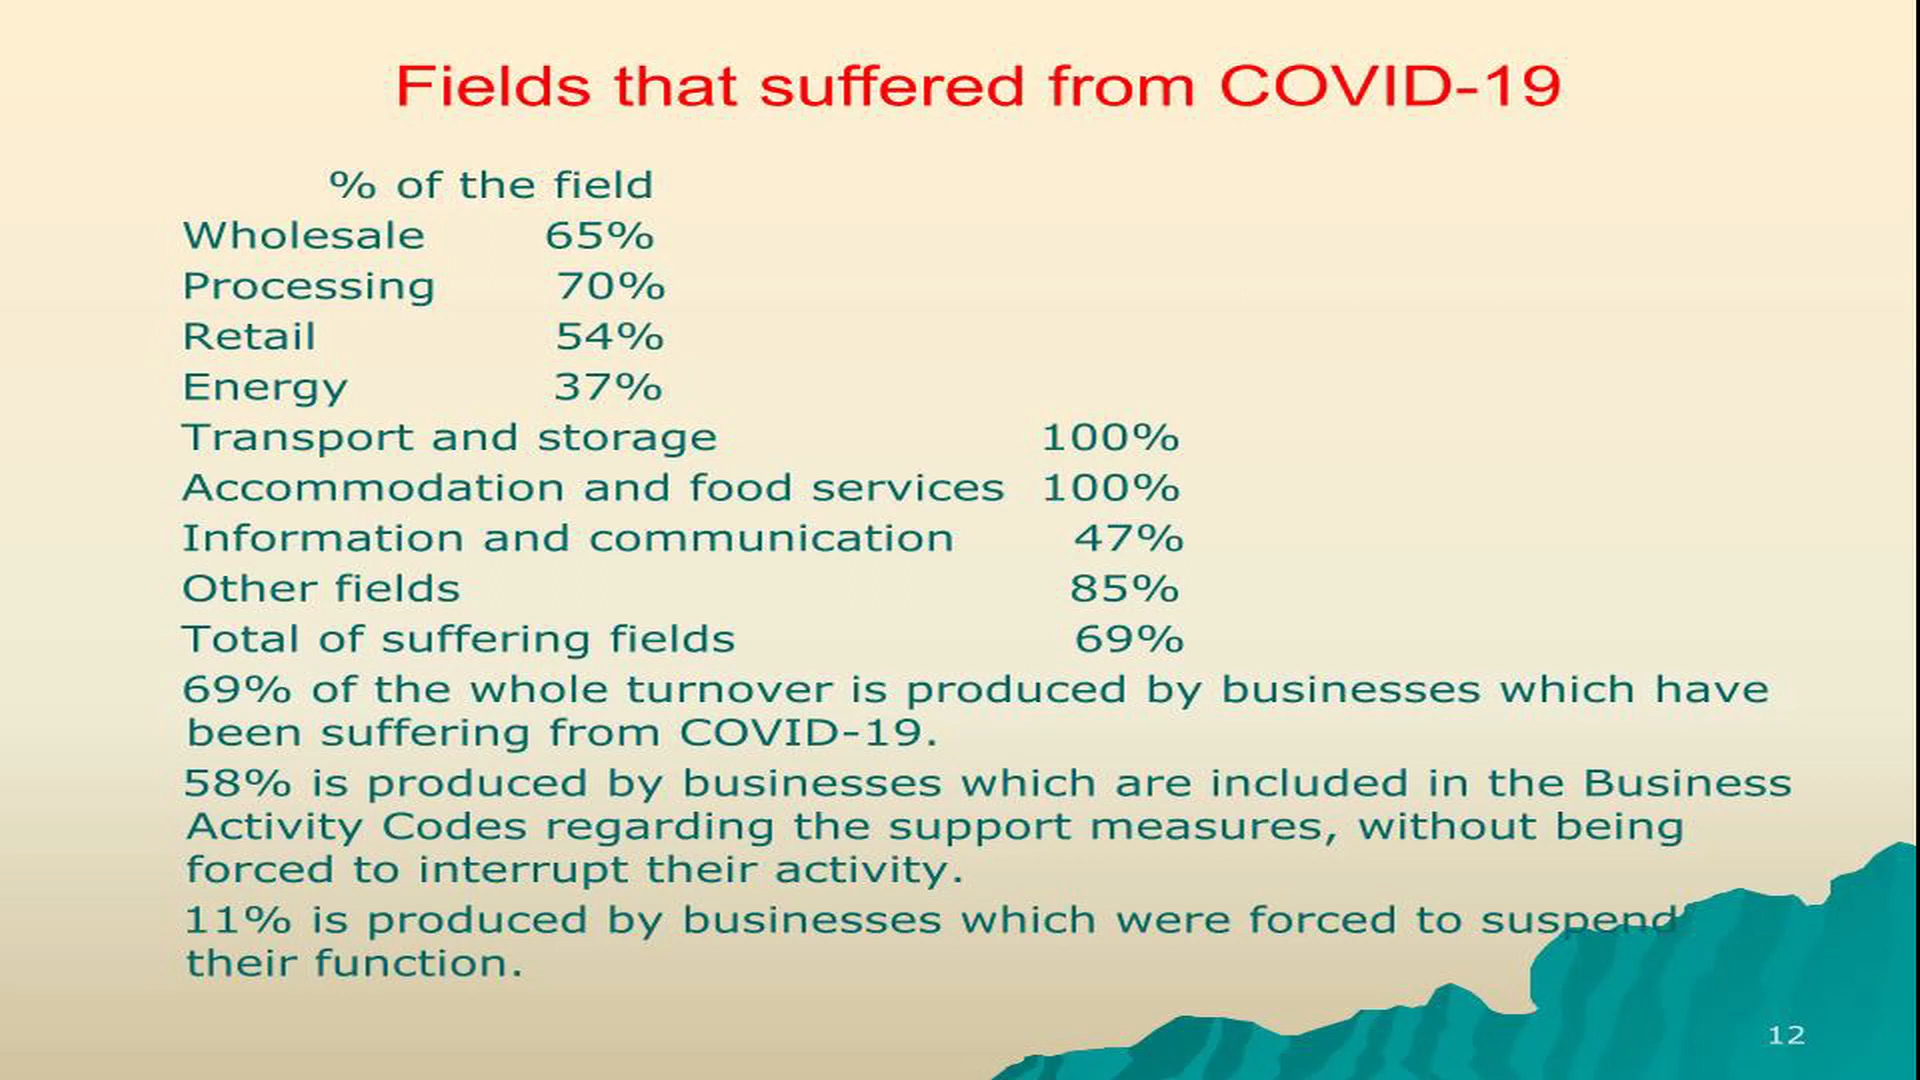 Fields that suffered from COVID-19
% of the field
Wholesale 65%
Processing 70%
Retail 54%
Energy 37%
Transport and storage 100%
Accommodation and food services 100%
Information and communication 47%
Other fields 85%
Total of suffering fields 69%
69% of the whole turnover is produced by businesses which have
been suffering from COVID-19.
58% is produced by businesses which are included in the Business
Activity Codes regarding the support measures, without being
forced to interrupt their activity.
11% is produced by businesses which were forced to suspend
their function.
12